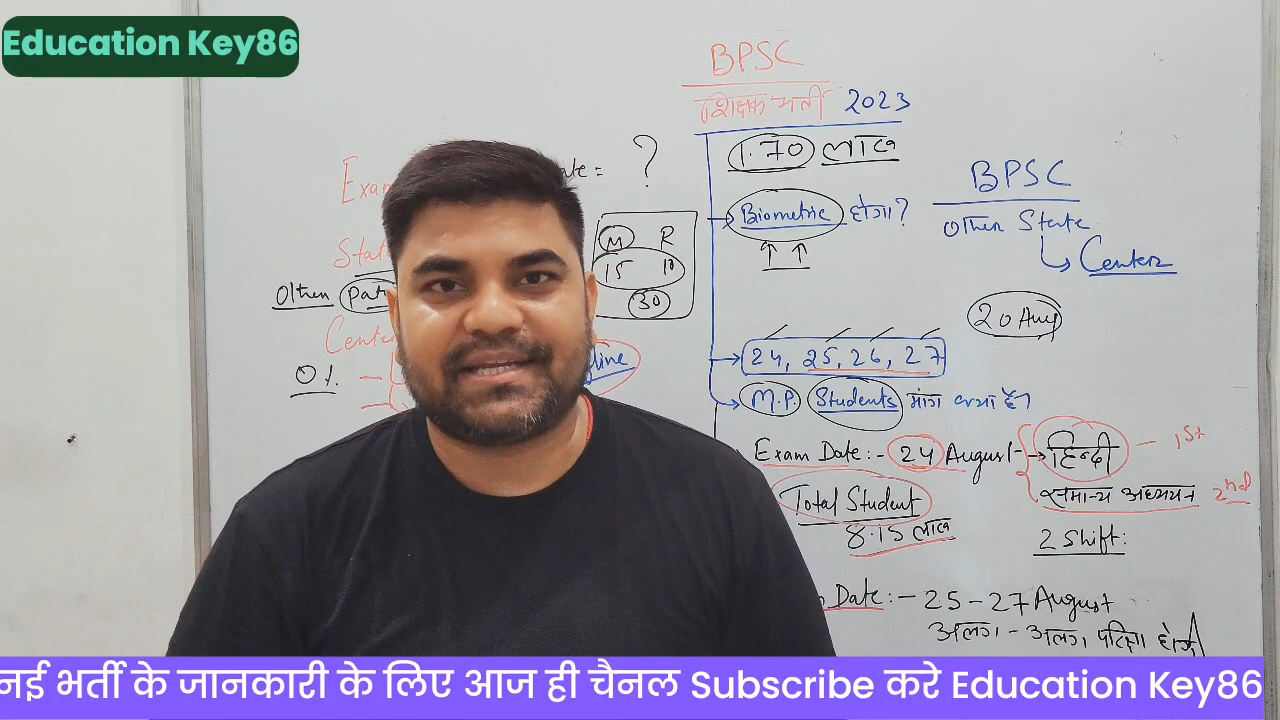 Education Key86
BPSC
शिक्षक भर्ती 2023
1.70 लाख
Biometric होगा?
24, 25, 26, 27
M.P. Students मांग क्या है?
Exam Date:- 24 August → हिन्दी - 1st
सामान्य अध्ययन 2nd
Total Student
8.15 लाख
2 Shift:
Date:- 25-27 August
अलग-अलग परिक्षा होगी
BPSC
Other State
Center
20 Aug
= ?
M R
15 10
30
Other
01.
नई भर्ती के जानकारी के लिए आज ही चैनल Subscribe करे Education Key86